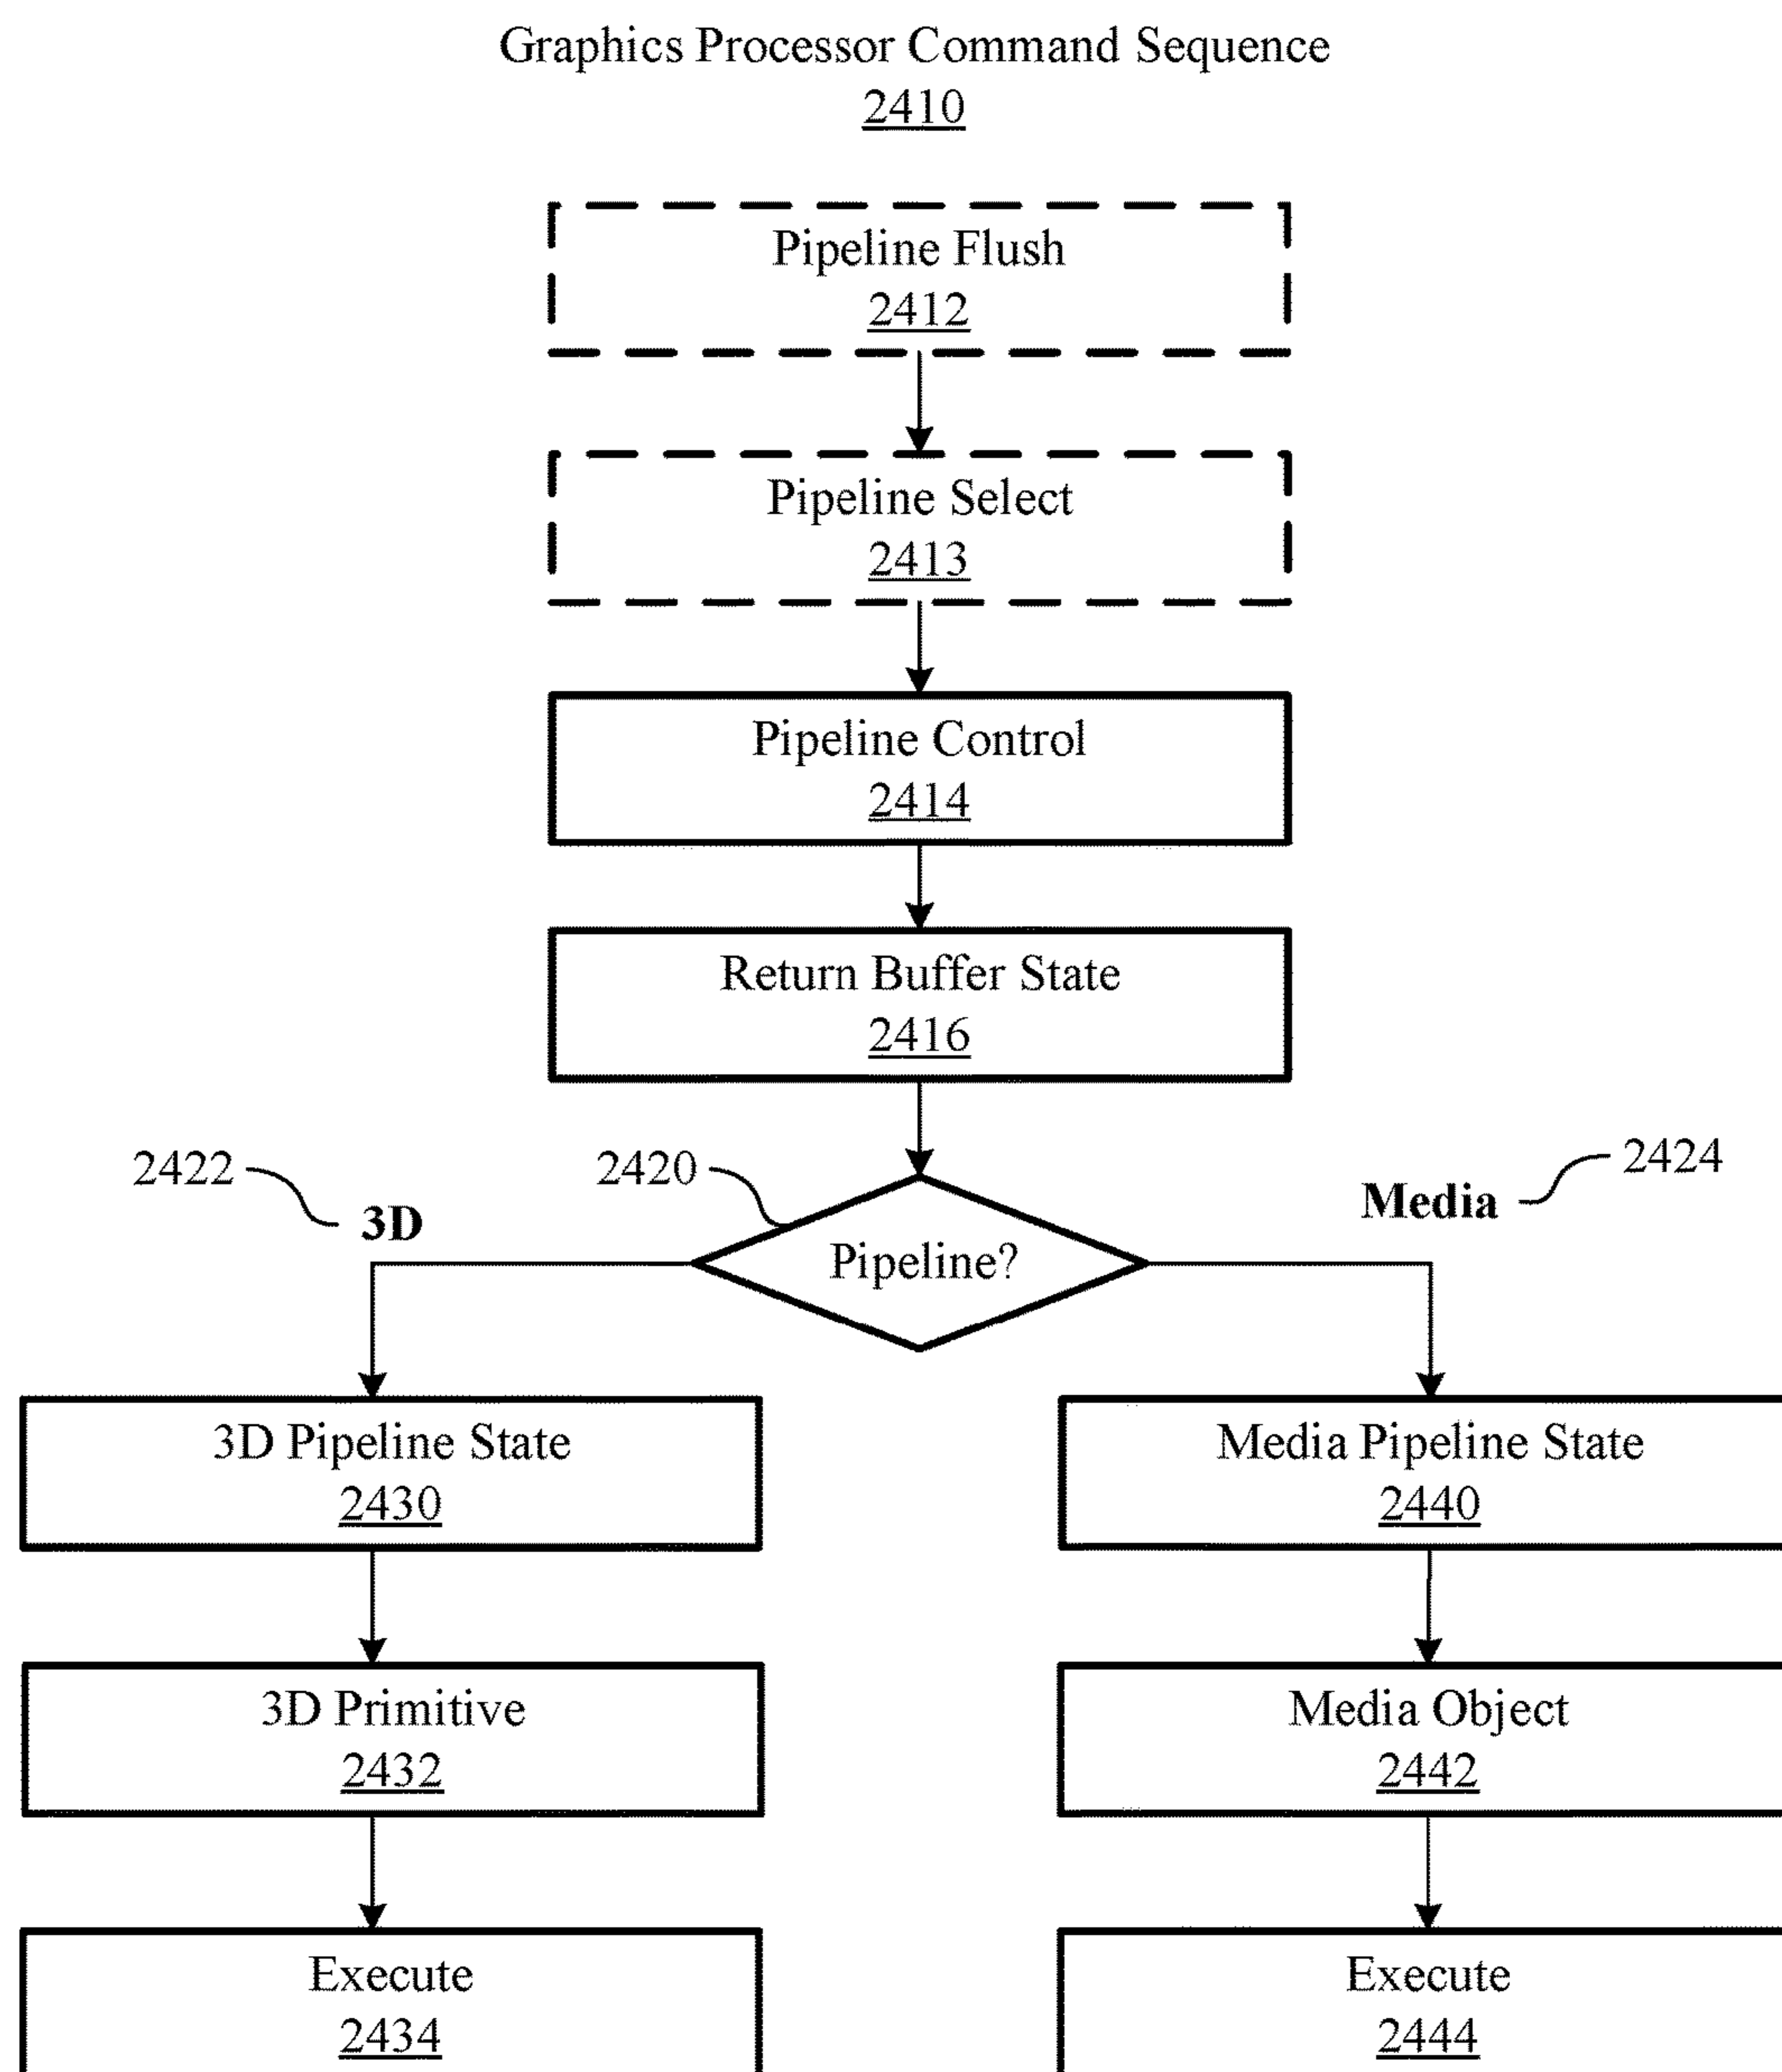 Graphics Processor Command Sequence
2410
Pipeline Flush
2412
Pipeline Select
2413
Pipeline Control
2414
Return Buffer State
2416
2422
2420
2424
3D
Media
Pipeline?
3D Pipeline State
2430
Media Pipeline State
2440
3D Primitive
2432
Media Object
2442
Execute
2434
Execute
2444